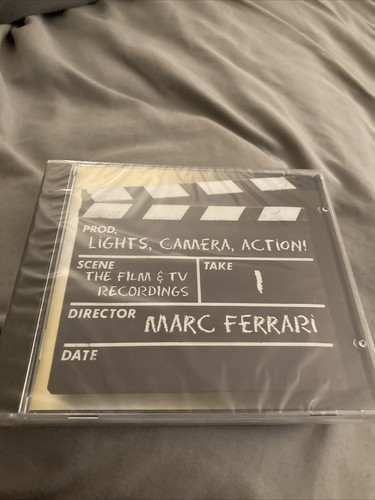 PROD.
LIGHTS, CAMERA, ACTION!
SCENE
THE FILM & TV
RECORDINGS
TAKE
1
DIRECTOR
MARC FERRARI
DATE